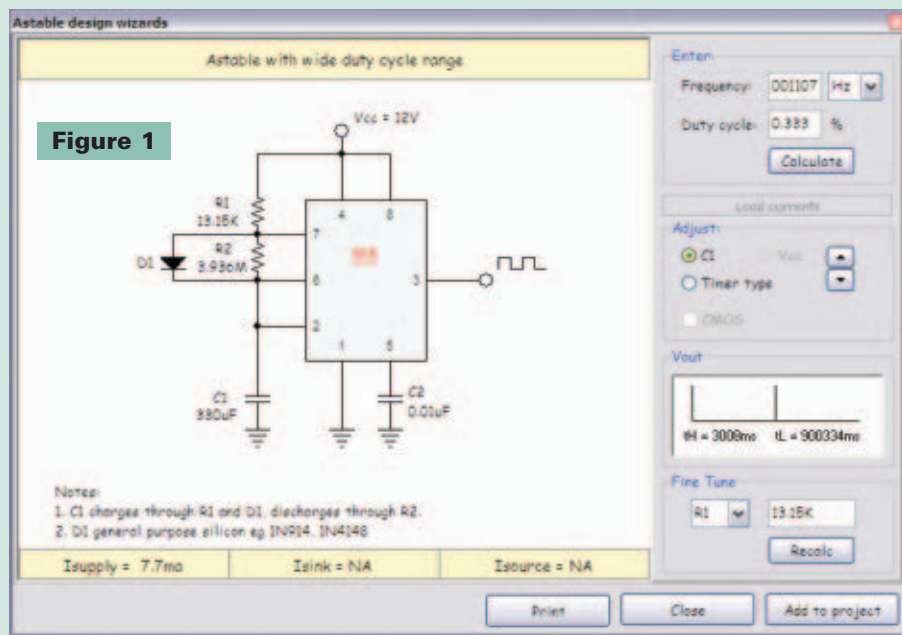 Astable design wizards
Astable with wide duty cycle range
Figure 1
Vcc = 12V
R1
13.15K
R2
3.936M
D1
4
8
7
6
2
3
1
5
C1
330uF
C2
0.01uF
Notes:
1. C1 charges through R1 and D1, discharges through R2.
2. D1 general purpose silicon eg 1N914, 1N4148
Isupply = 7.7ma
Isink = NA
Isource = NA
Enter:
Frequency: 001107 Hz
Duty cycle: 0.333 %
Calculate
Load currents
Adjust:
C1
Vcc
Timer type
CMOS
Vout
tH = 3008ms tL = 900334ms
Fine Tune
R1 13.15K
Recalc
Print
Close
Add to project